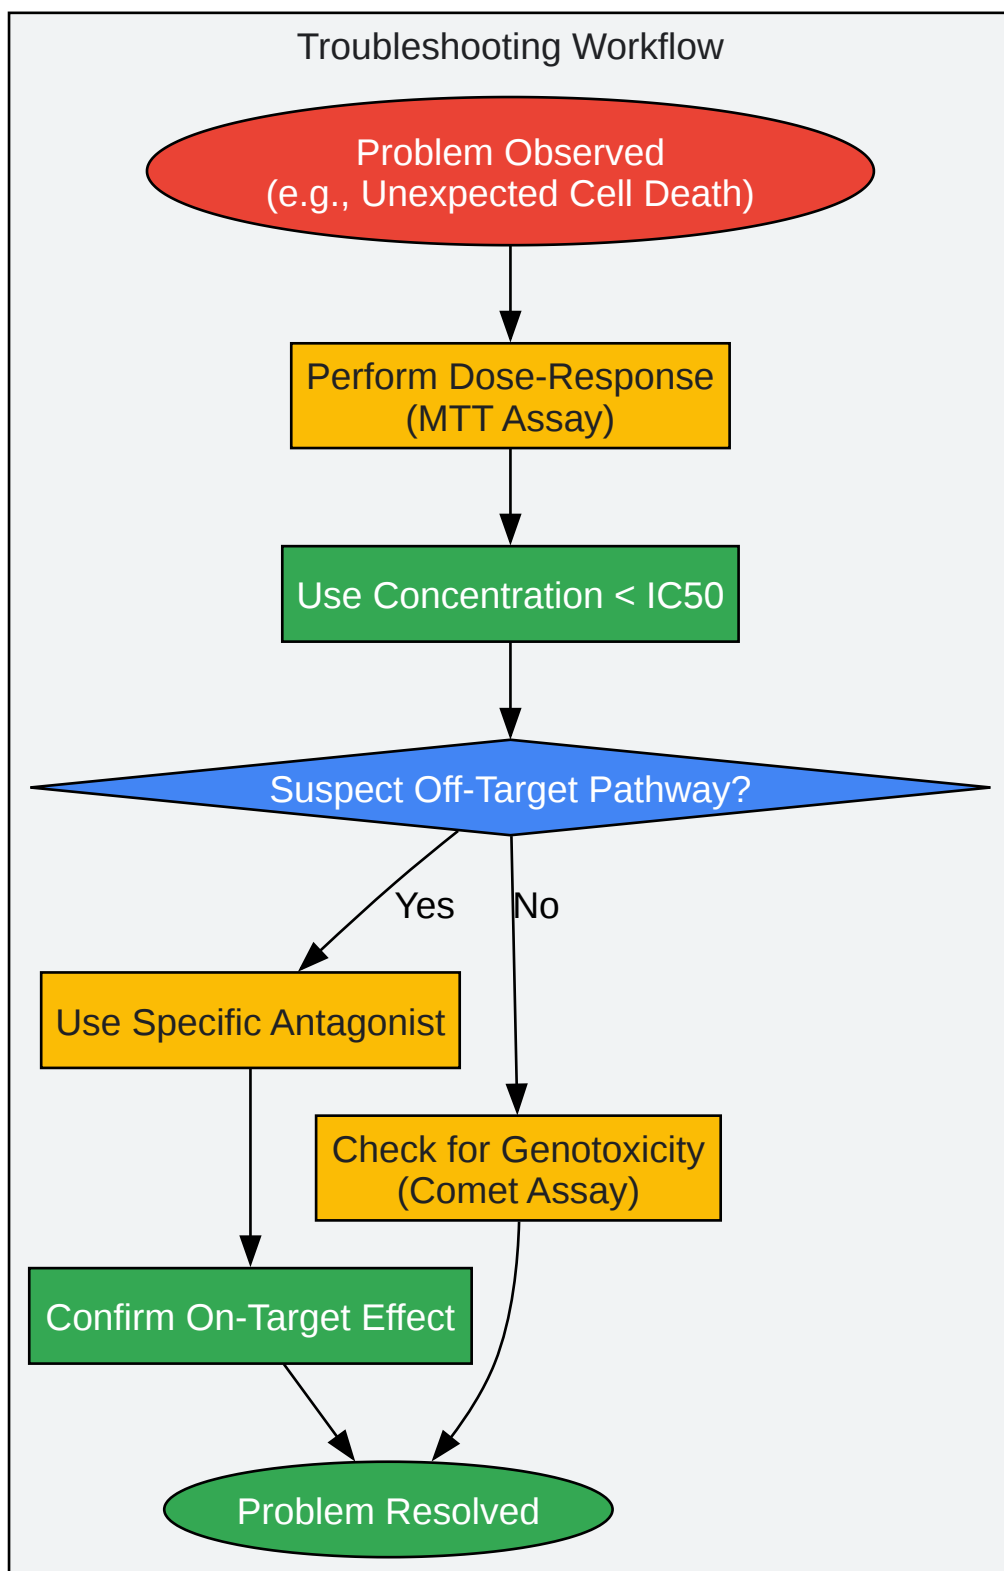 Troubleshooting Workflow
Problem Observed
(e.g., Unexpected Cell Death)
Perform Dose-Response
(MTT Assay)
Use Concentration < IC50
Suspect Off-Target Pathway?
Yes
No
Use Specific Antagonist
Check for Genotoxicity
(Comet Assay)
Confirm On-Target Effect
Problem Resolved